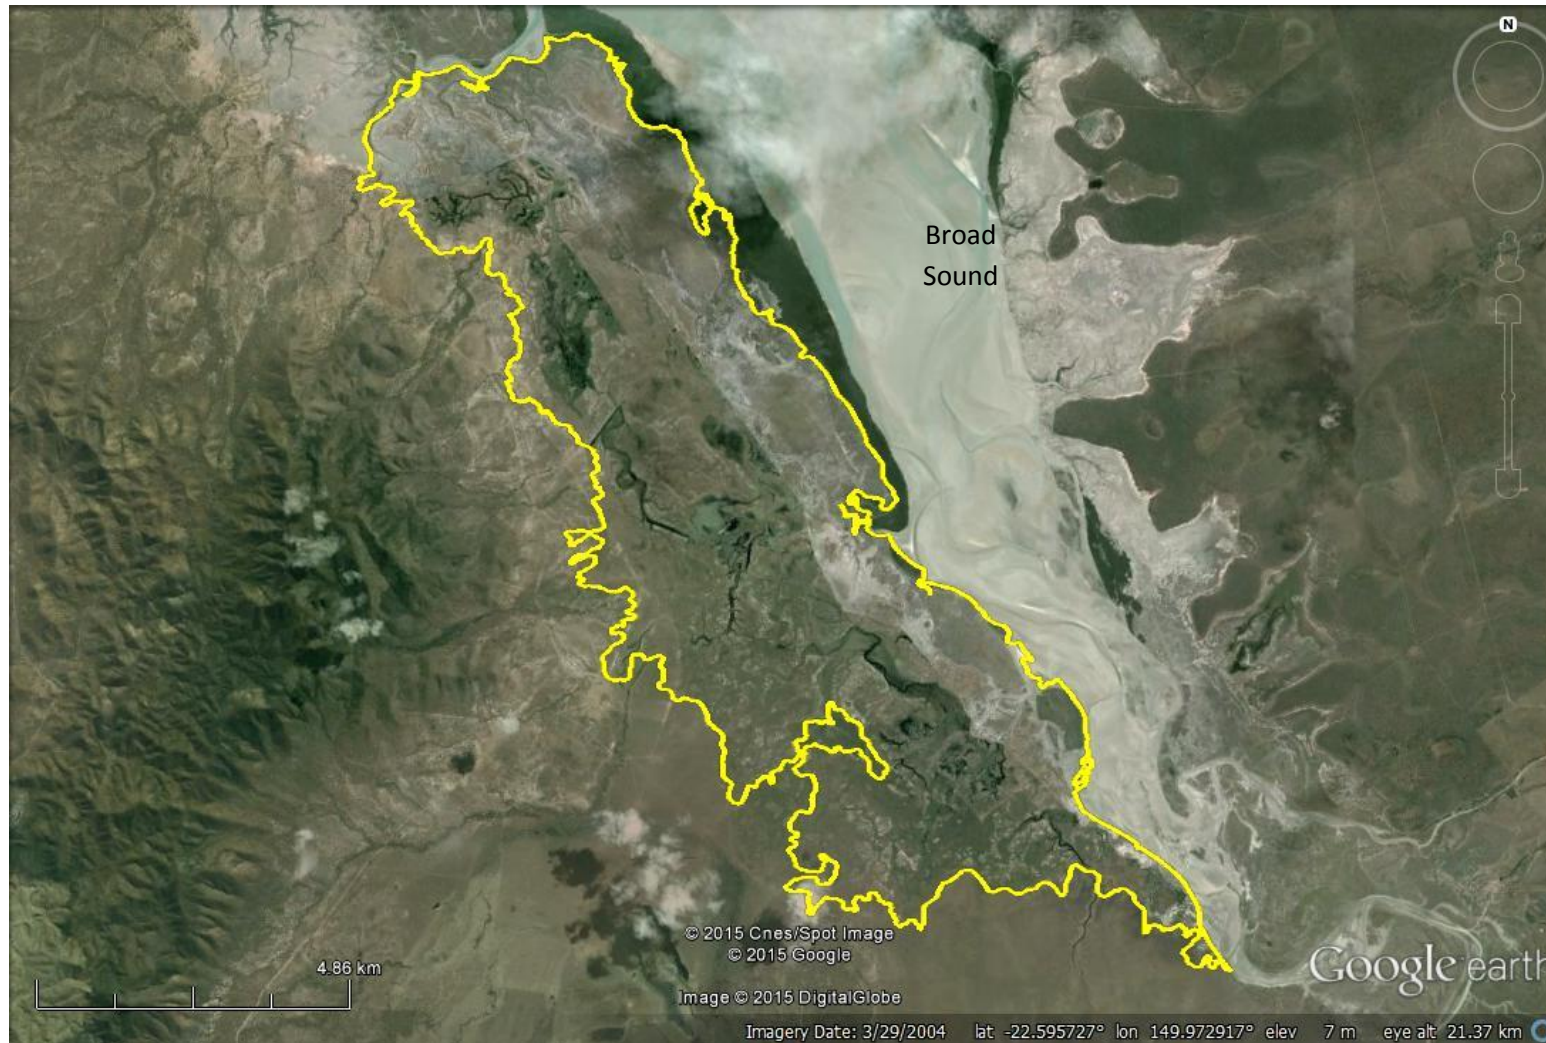 N
Broad
Sound
© 2015 Cnes/Spot Image
© 2015 Google
4.86 km
Google earth
Image © 2015 DigitalGlobe
Imagery Date: 3/29/2004 lat -22.595727° lon 149.972917° elev 7 m eye alt 21.37 km